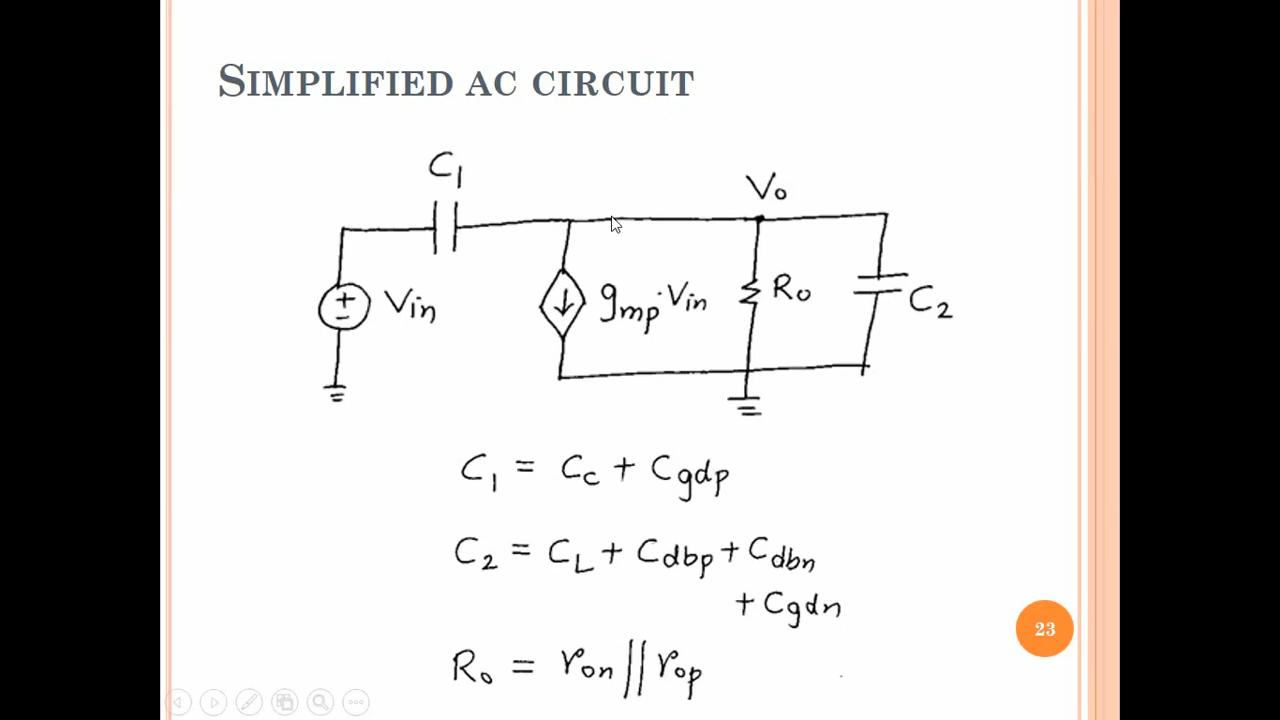 SIMPLIFIED AC CIRCUIT
C1
Vo
+
-
Vin
gmp·Vin
Ro
C2
C1 = Cc + Cgdp
C2 = CL + Cdbp + Cdbn
+ Cgdn
Ro = ron || rop
23